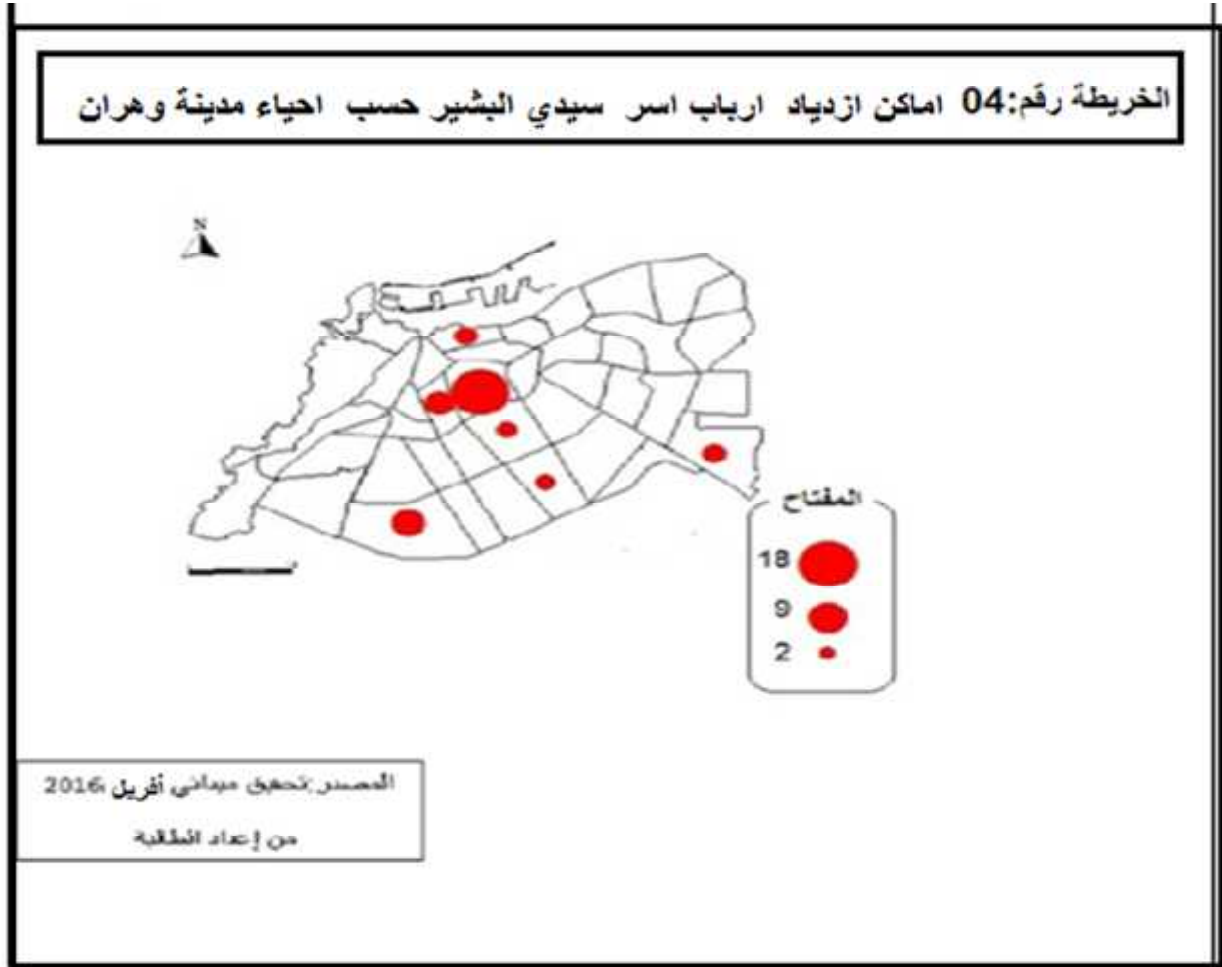 الخريطة رقم:04 اماكن ازدياد ارباب اسر سيدي البشير حسب احياء مدينة وهران
N
المفتاح
18
9
2
المصدر :تحقيق ميداني أفريل 2016
من إعداد الطالبة